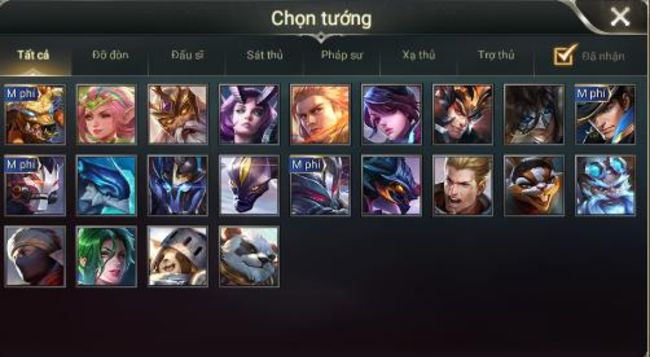 Chọn tướng
Tất cả Đỡ đòn Đấu sĩ Sát thủ Pháp sư Xạ thủ Trợ thủ Đã nhận
M phí M phí
M phí M phí